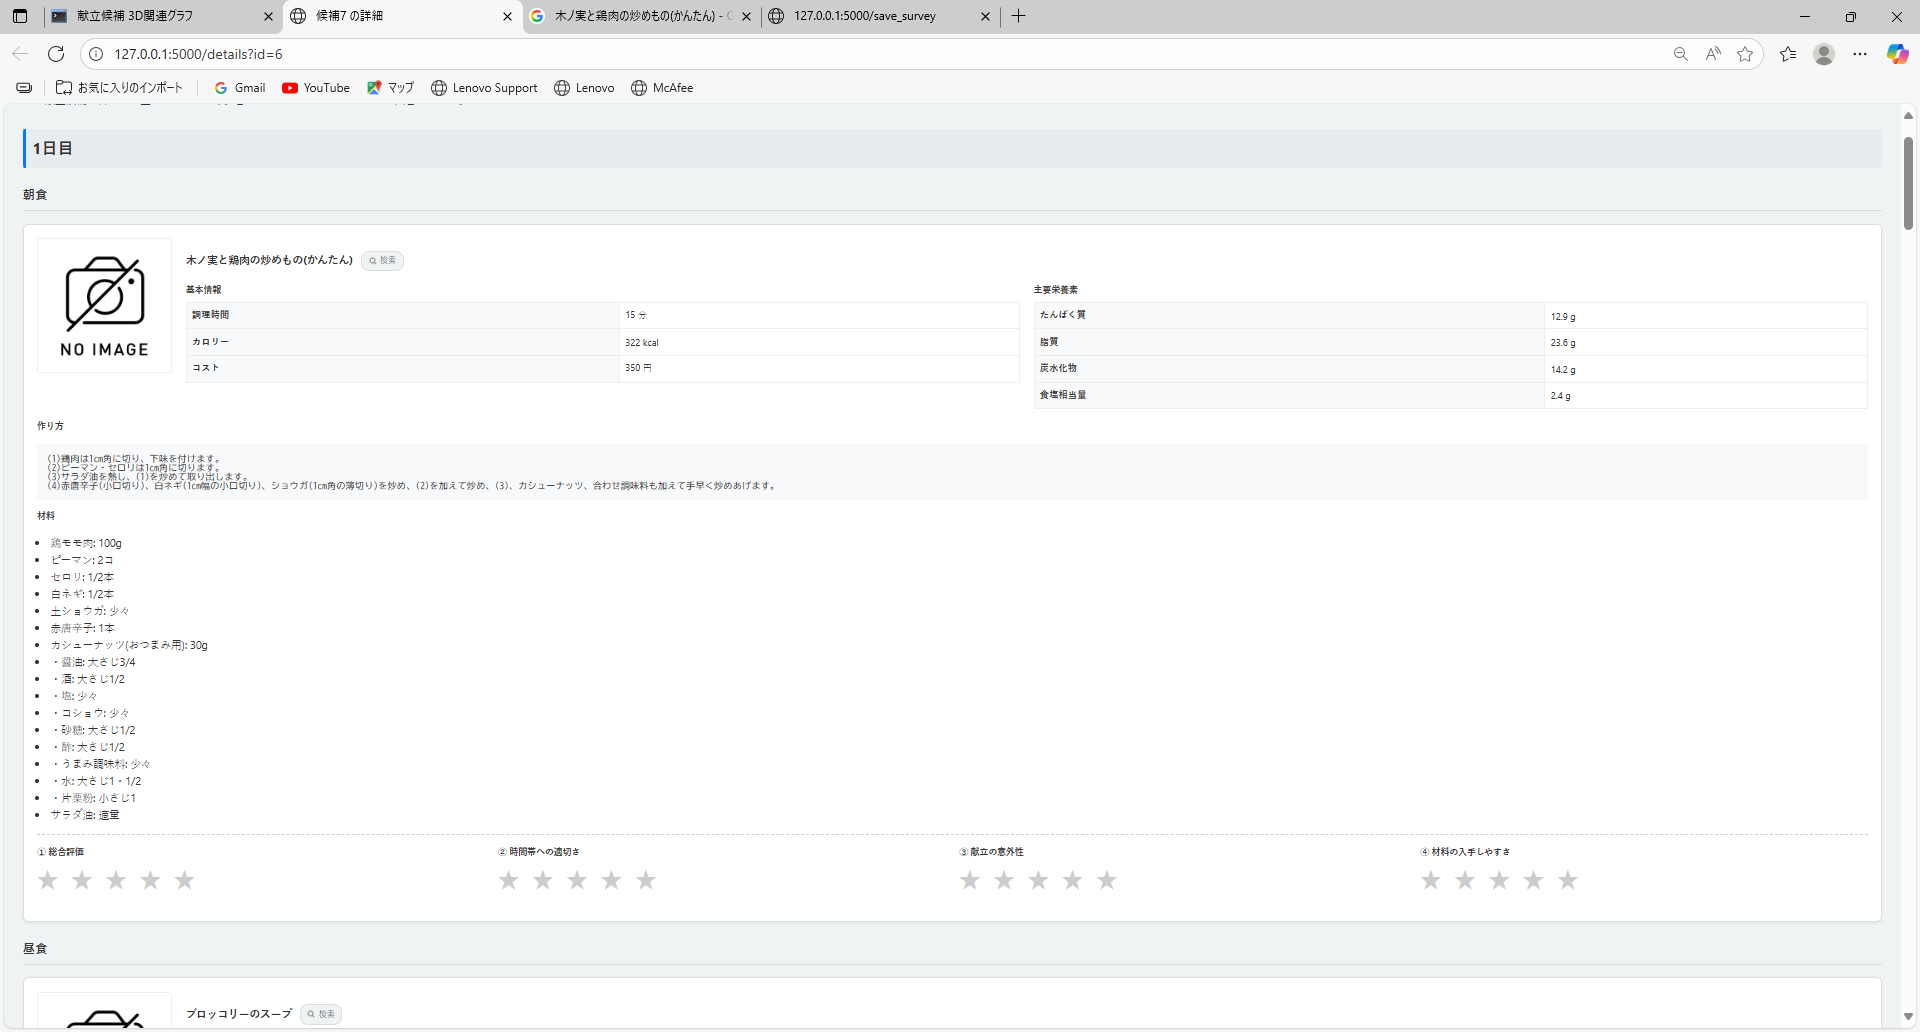 献立候補 3D関連グラフ
候補7 の詳細
木ノ実と鶏肉の炒めもの(かんたん) - G
127.0.0.1:5000/save_survey
127.0.0.1:5000/details?id=6
お気に入りのインポート
Gmail
YouTube
マップ
Lenovo Support
Lenovo
McAfee
1日目
朝食
NO IMAGE
木ノ実と鶏肉の炒めもの(かんたん) 検索
基本情報
調理時間 15 分
カロリー 322 kcal
コスト 350 円
主要栄養素
たんぱく質 12.9 g
脂質 23.6 g
炭水化物 14.2 g
食塩相当量 2.4 g
作り方
(1)鶏肉は1cm角に切り、下味を付けます。
(2)ピーマン・セロリは1cm角に切ります。
(3)サラダ油を熱し、(1)を炒めて取り出します。
(4)赤唐辛子(小口切り)、白ネギ(1cm幅の小口切り)、ショウガ(1cm角の薄切り)を炒め、(2)を加えて炒め、(3)、カシューナッツ、合わせ調味料も加えて手早く炒めあげます。
材料
鶏モモ肉: 100g
ピーマン: 2コ
セロリ: 1/2本
白ネギ: 1/2本
土ショウガ: 少々
赤唐辛子: 1本
カシューナッツ(おつまみ用): 30g
・醤油: 大さじ3/4
・酒: 大さじ1/2
・塩: 少々
・コショウ: 少々
・砂糖: 大さじ1/2
・酢: 大さじ1/2
・うまみ調味料: 少々
・水: 大さじ1・1/2
・片栗粉: 小さじ1
サラダ油: 適量
① 総合評価
② 時間帯への適切さ
③ 献立の意外性
④ 材料の入手しやすさ
★ ★ ★ ★ ★
★ ★ ★ ★ ★
★ ★ ★ ★ ★
★ ★ ★ ★ ★
昼食
ブロッコリーのスープ 検索